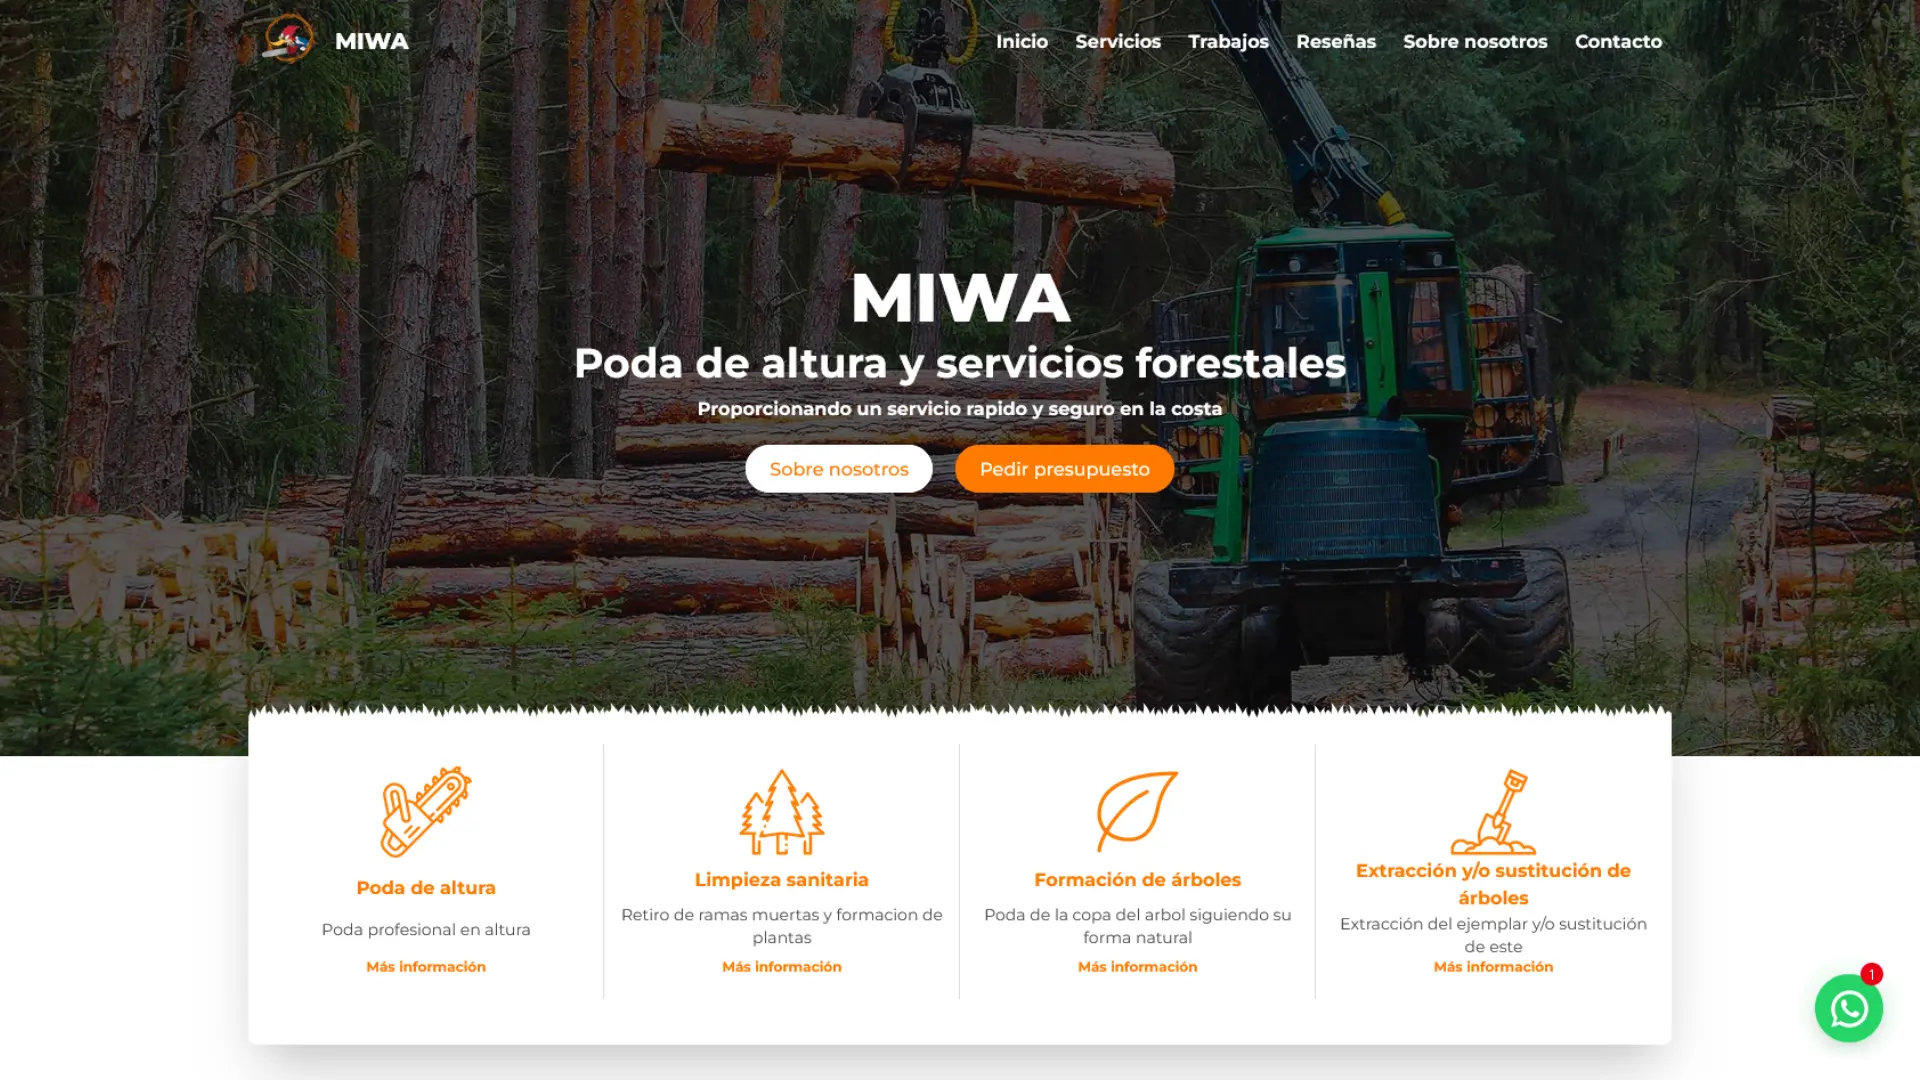 MIWA
Inicio Servicios Trabajos Reseñas Sobre nosotros Contacto
MIWA
Poda de altura y servicios forestales
Proporcionando un servicio rapido y seguro en la costa
Sobre nosotros Pedir presupuesto
Poda de altura
Poda profesional en altura
Más información
Limpieza sanitaria
Retiro de ramas muertas y formacion de
plantas
Más información
Formación de árboles
Poda de la copa del arbol siguiendo su
forma natural
Más información
Extracción y/o sustitución de
árboles
Extracción del ejemplar y/o sustitución
de este
Más información
1